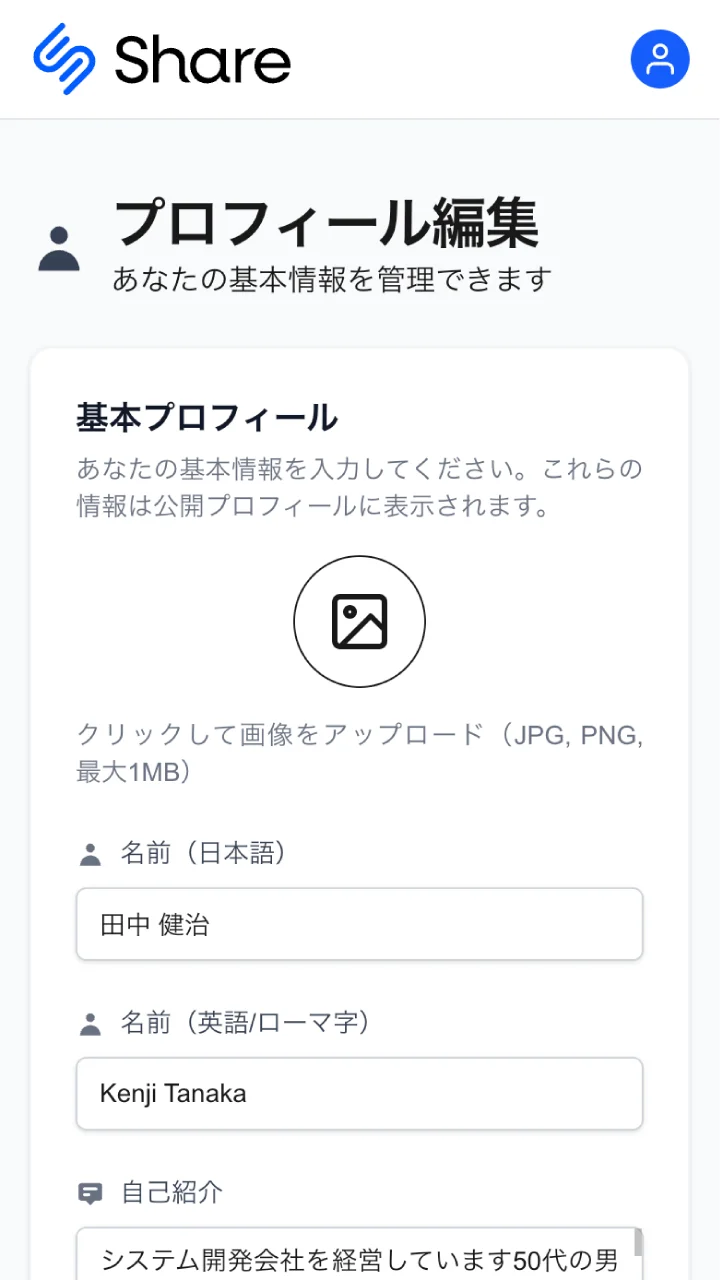 Share
プロフィール編集
あなたの基本情報を管理できます
基本プロフィール
あなたの基本情報を入力してください。これらの
情報は公開プロフィールに表示されます。
クリックして画像をアップロード（JPG, PNG,
最大1MB）
名前（日本語）
田中 健治
名前（英語/ローマ字）
Kenji Tanaka
自己紹介
システム開発会社を経営しています50代の男